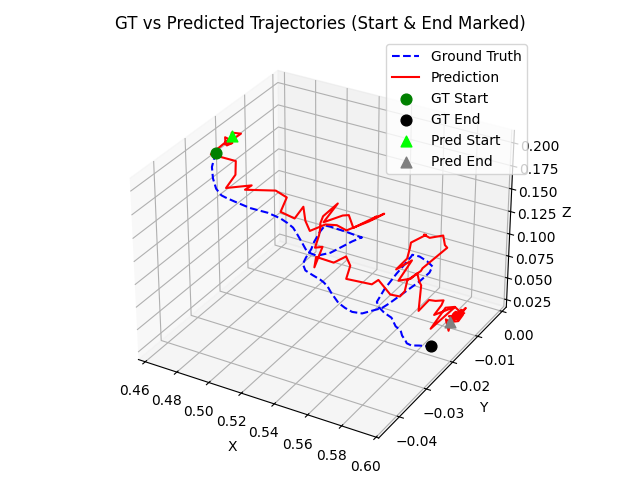 GT vs Predicted Trajectories (Start & End Marked)
Ground Truth
Prediction
GT Start
GT End
Pred Start
Pred End
0.200
0.175
0.150
0.125
0.100
0.075
0.050
0.025
Z
0.46
0.48
0.50
0.52
0.54
0.56
0.58
0.60
X
0.00
−0.01
−0.02
−0.03
−0.04
Y